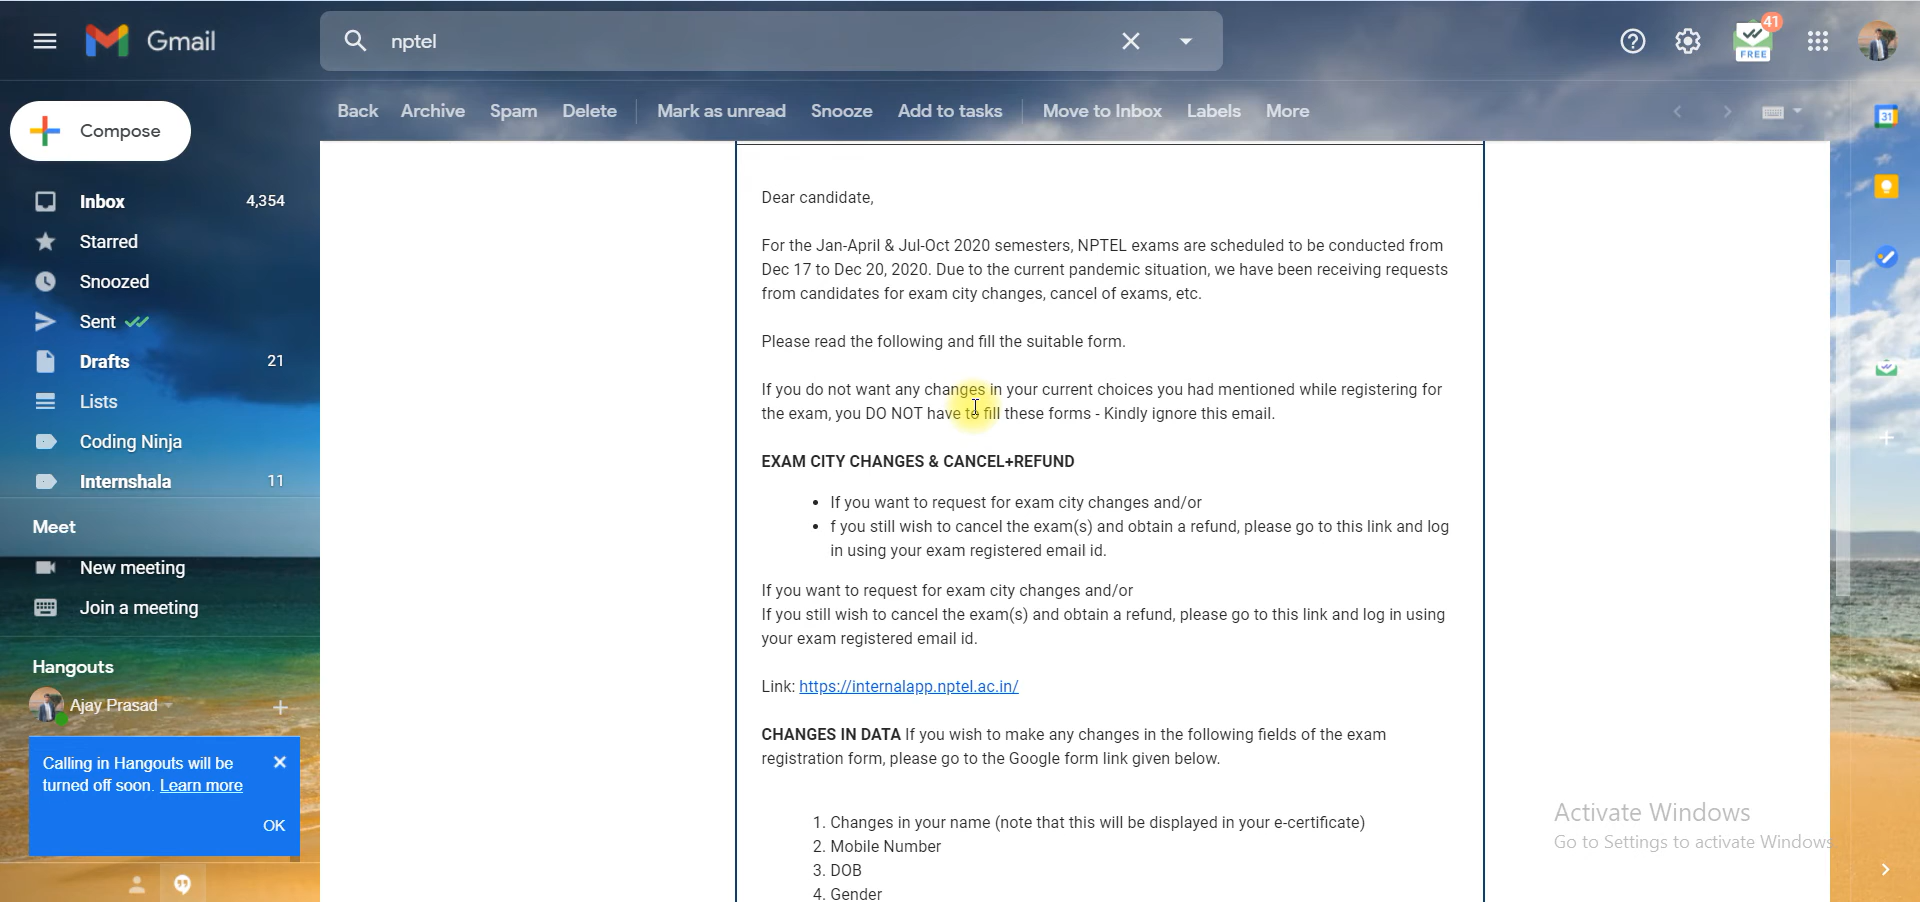 Gmail
nptel
41
FREE
Back Archive Spam Delete Mark as unread Snooze Add to tasks Move to Inbox Labels More
31
Compose
Inbox 4,354
Starred
Snoozed
Sent
Drafts 21
Lists
Coding Ninja
Internshala 11
Meet
New meeting
Join a meeting
Hangouts
Ajay Prasad
Calling in Hangouts will be
turned off soon. Learn more
OK
Dear candidate,
For the Jan-April & Jul-Oct 2020 semesters, NPTEL exams are scheduled to be conducted from
Dec 17 to Dec 20, 2020. Due to the current pandemic situation, we have been receiving requests
from candidates for exam city changes, cancel of exams, etc.
Please read the following and fill the suitable form.
If you do not want any changes in your current choices you had mentioned while registering for
the exam, you DO NOT have to fill these forms - Kindly ignore this email.
EXAM CITY CHANGES & CANCEL+REFUND
• If you want to request for exam city changes and/or
• f you still wish to cancel the exam(s) and obtain a refund, please go to this link and log
in using your exam registered email id.
If you want to request for exam city changes and/or
If you still wish to cancel the exam(s) and obtain a refund, please go to this link and log in using
your exam registered email id.
Link: https://internalapp.nptel.ac.in/
CHANGES IN DATA If you wish to make any changes in the following fields of the exam
registration form, please go to the Google form link given below.
1. Changes in your name (note that this will be displayed in your e-certificate)
2. Mobile Number
3. DOB
4. Gender
Activate Windows
Go to Settings to activate Windows